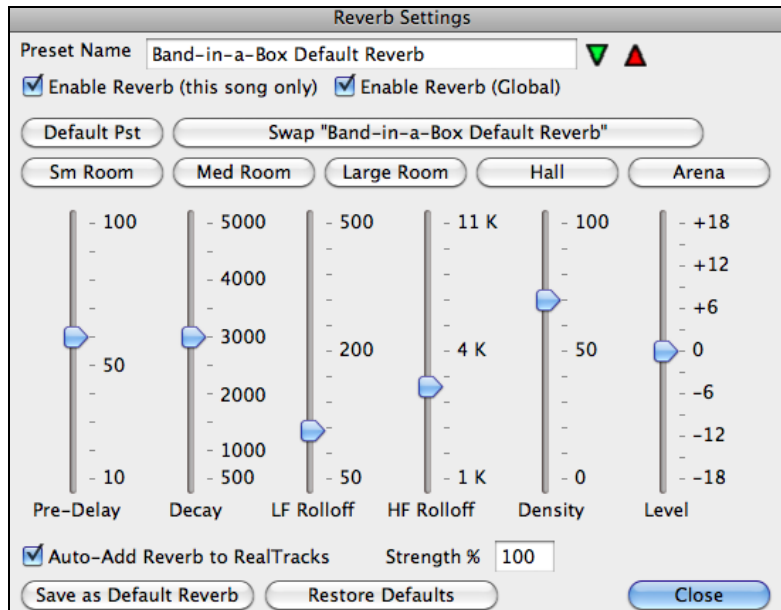 Reverb Settings
Preset Name Band-in-a-Box Default Reverb
Enable Reverb (this song only) Enable Reverb (Global)
Default Pst Swap "Band-in-a-Box Default Reverb"
Sm Room Med Room Large Room Hall Arena
100 5000 500 11 K 100 +18
4000 +12
+6
3000 200 4 K 50 0
50
2000 -6
1000 -12
10 500 50 1 K 0 -18
Pre-Delay Decay LF Rolloff HF Rolloff Density Level
Auto-Add Reverb to RealTracks Strength % 100
Save as Default Reverb Restore Defaults Close